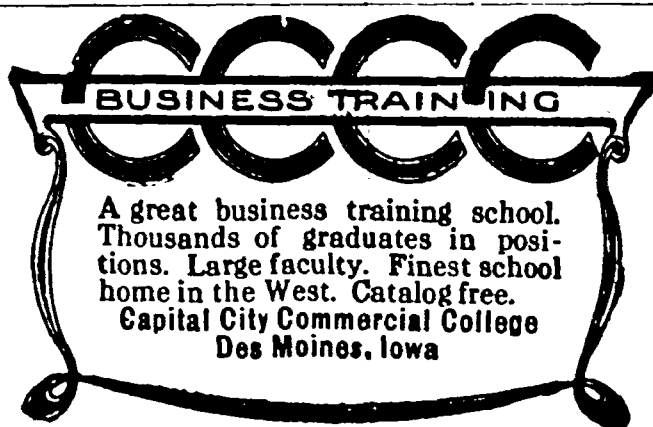 CCCC
BUSINESS TRAINING
A great business training school.
Thousands of graduates in posi-
tions. Large faculty. Finest school
home in the West. Catalog free.
Capital City Commercial College
Des Moines, Iowa